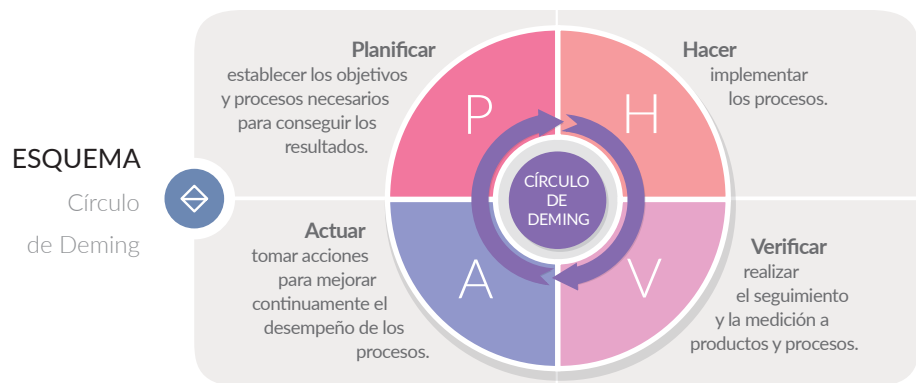 ESQUEMA
Círculo
de Deming
Planificar
establecer los objetivos
y procesos necesarios
para conseguir los
resultados.
P
Hacer
implementar
los procesos.
H
CÍRCULO
DE
DEMING
Actuar
tomar acciones
para mejorar
continuamente el
desempeño de los
procesos.
A
Verificar
realizar
el seguimiento
y la medición a
productos y procesos.
V